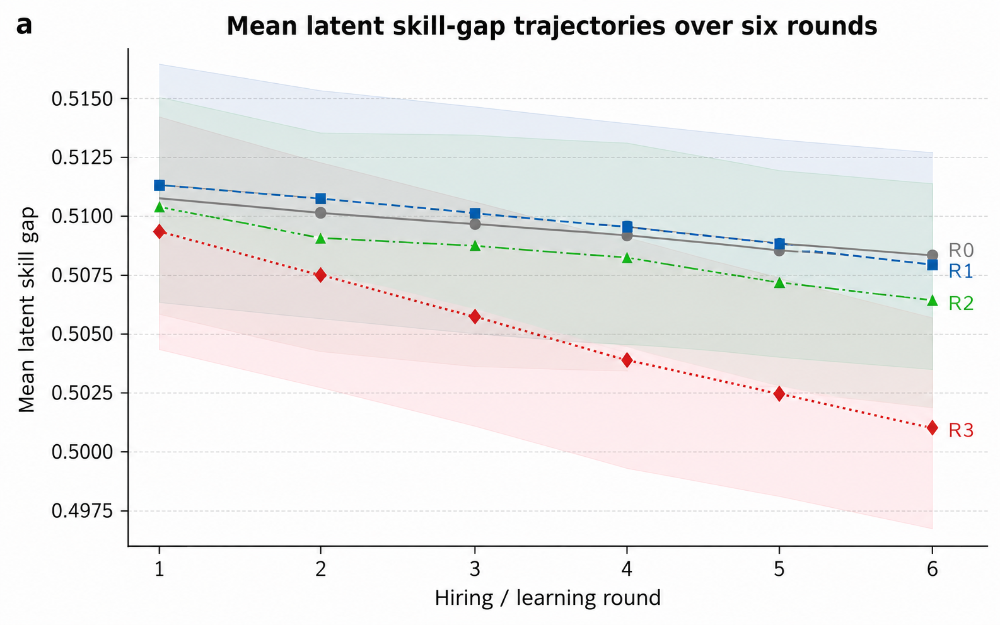 a
Mean latent skill-gap trajectories over six rounds
Mean latent skill gap
0.5150
0.5125
0.5100
0.5075
0.5050
0.5025
0.5000
0.4975
R0
R1
R2
R3
1 2 3 4 5 6
Hiring / learning round